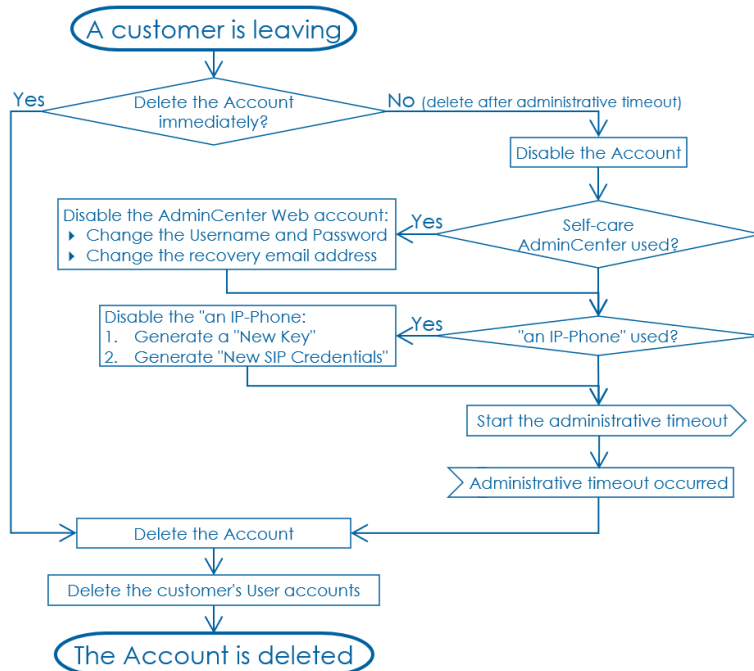 A customer is leaving
Yes
Delete the Account
immediately?
No (delete after administrative timeout)
Disable the Account
Disable the AdminCenter Web account:
‣ Change the Username and Password
‣ Change the recovery email address
Yes
Self-care
AdminCenter used?
Disable the "an IP-Phone:
1. Generate a "New Key"
2. Generate "New SIP Credentials"
Yes
"an IP-Phone" used?
Start the administrative timeout
Administrative timeout occurred
Delete the Account
Delete the customer's User accounts
The Account is deleted